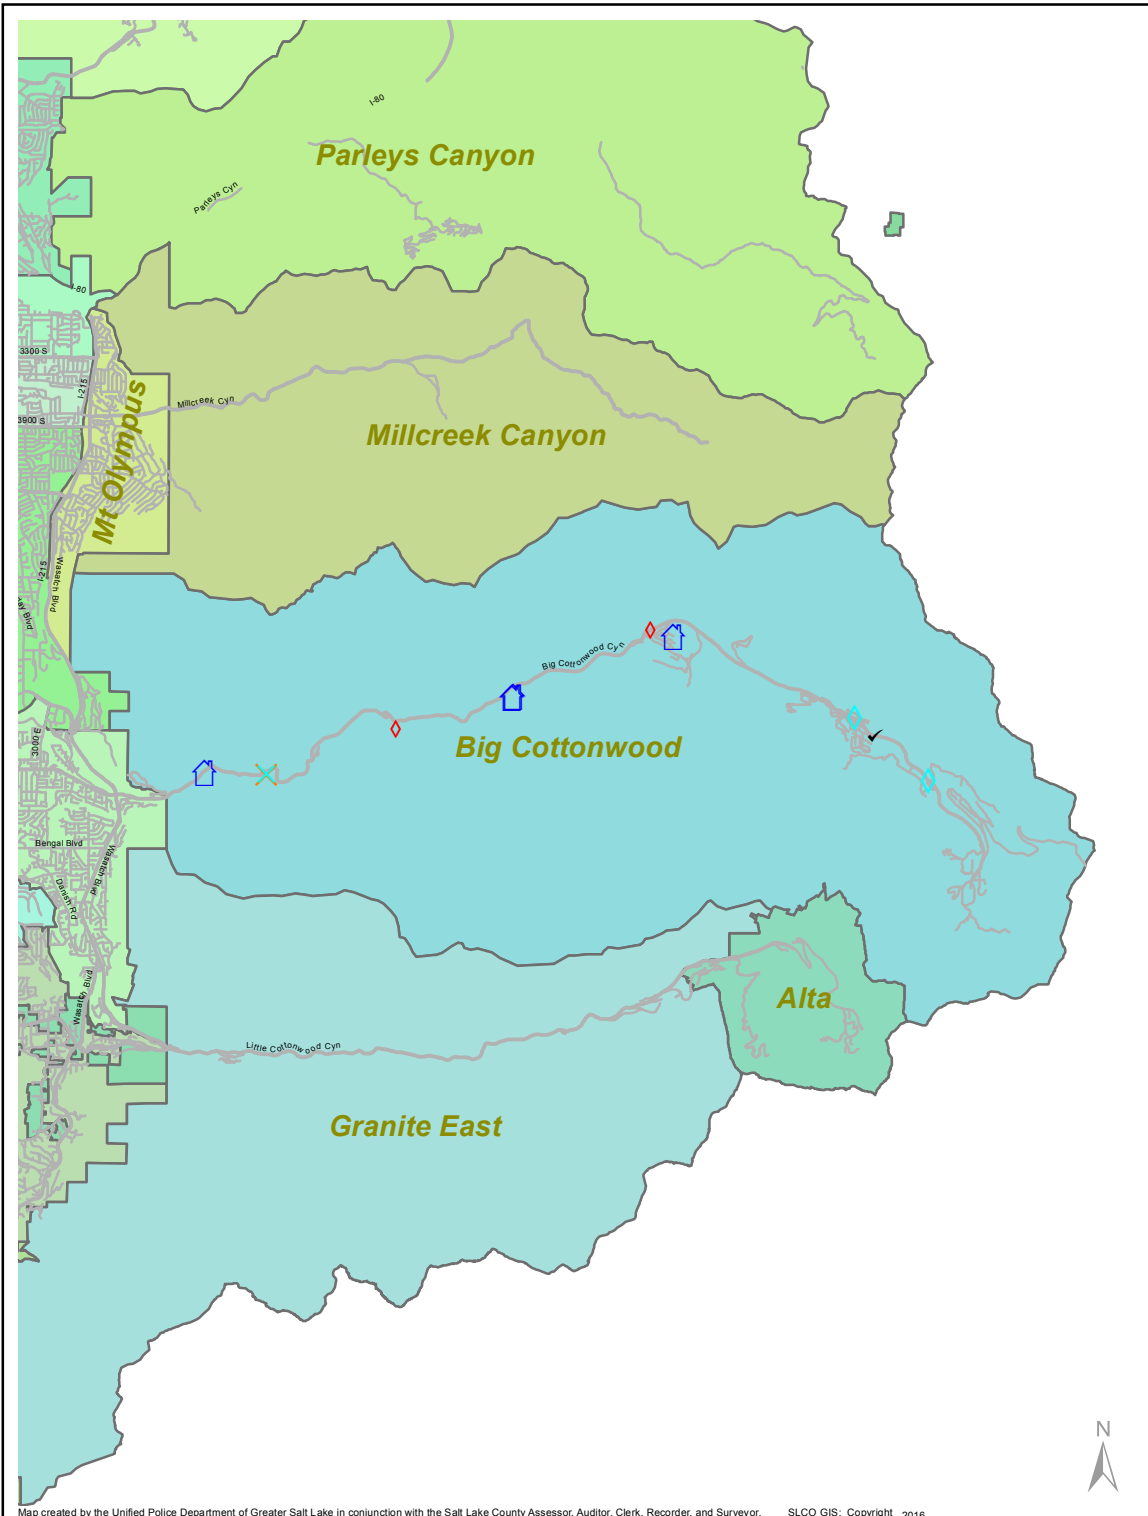 I-80
Parleys Canyon
Parleys Cyn
I-80
3300 S
I-215
Millcreek Cyn
3900 S
Mt Olympus
Millcreek Canyon
I-215
Wasatch Blvd
ay Blvd
Big Cottonwood Cyn
3000 E
Big Cottonwood
Bengal Blvd
Wasatch Blvd
Danish Rd
Wasatch Blvd
Alta
Little Cottonwood Cyn
Granite East
N
Map created by the Unified Police Department of Greater Salt Lake in conjunction with the Salt Lake County Assessor, Auditor, Clerk, Recorder, and Surveyor. SLCO GIS: Copyright 2016